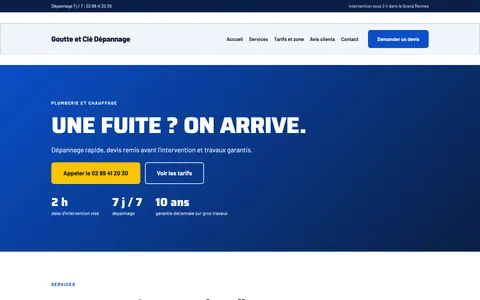 Dépannage 7 j / 7 · 02 99 41 20 30
Intervention sous 2 h dans le Grand Rennes
Goutte et Clé Dépannage
Accueil
Services
Tarifs et zone
Avis clients
Contact
Demander un devis
PLOMBERIE ET CHAUFFAGE
UNE FUITE ? ON ARRIVE.
Dépannage rapide, devis remis avant l'intervention et travaux garantis.
Appeler le 02 99 41 20 30
Voir les tarifs
2 h
7 j / 7
10 ans
délai d'intervention visé
dépannage
garantie décennale sur gros travaux
SERVICES